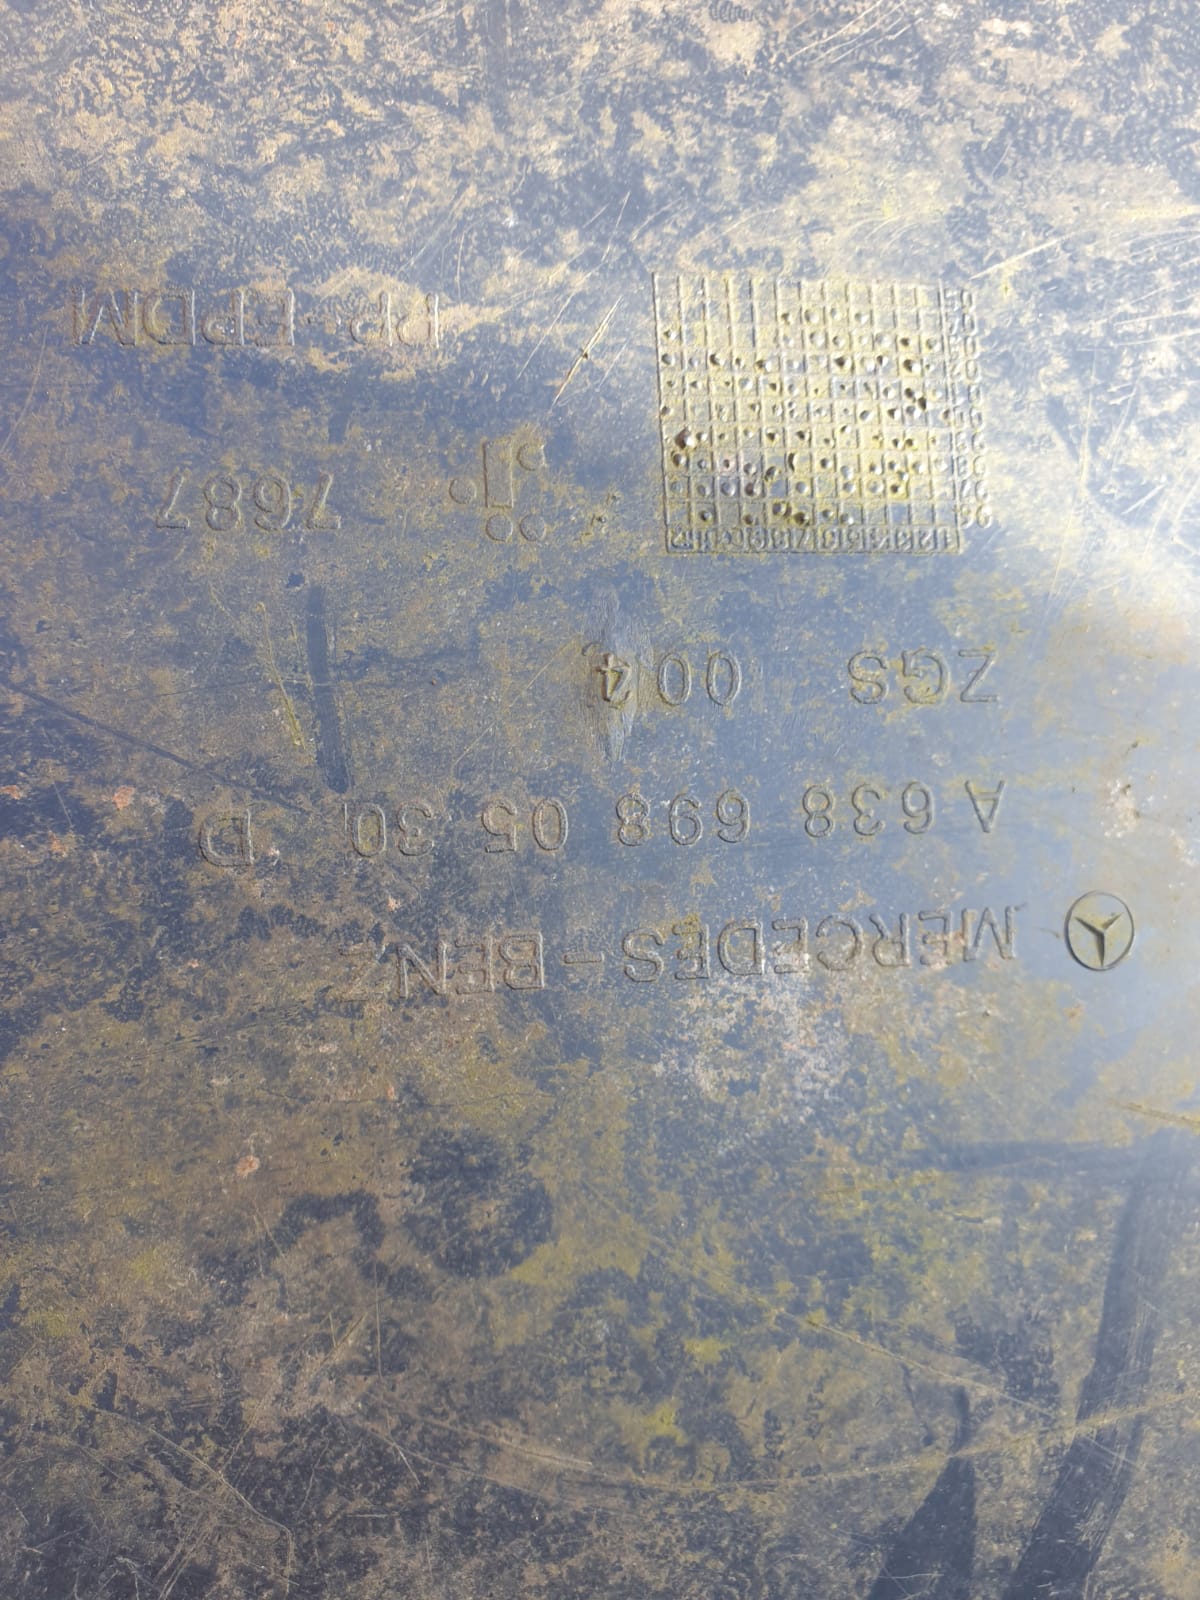 MERCEDES-BENZ
A 638 698 05 30 D
ZGS 004
7687
PP-EPDM